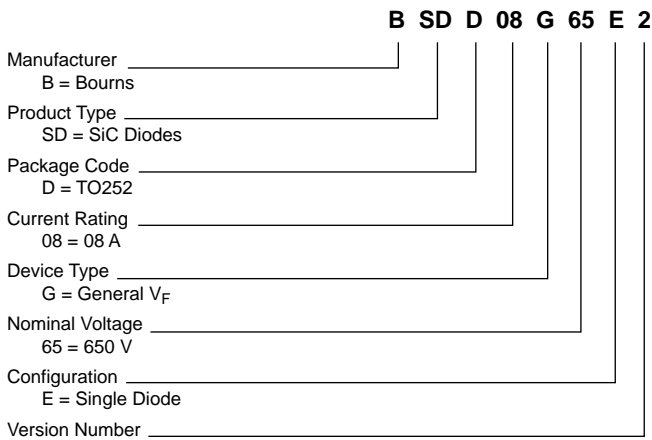 B SD D 08 G 65 E 2
Manufacturer
B = Bourns
Product Type
SD = SiC Diodes
Package Code
D = TO252
Current Rating
08 = 08 A
Device Type
G = General VF
Nominal Voltage
65 = 650 V
Configuration
E = Single Diode
Version Number